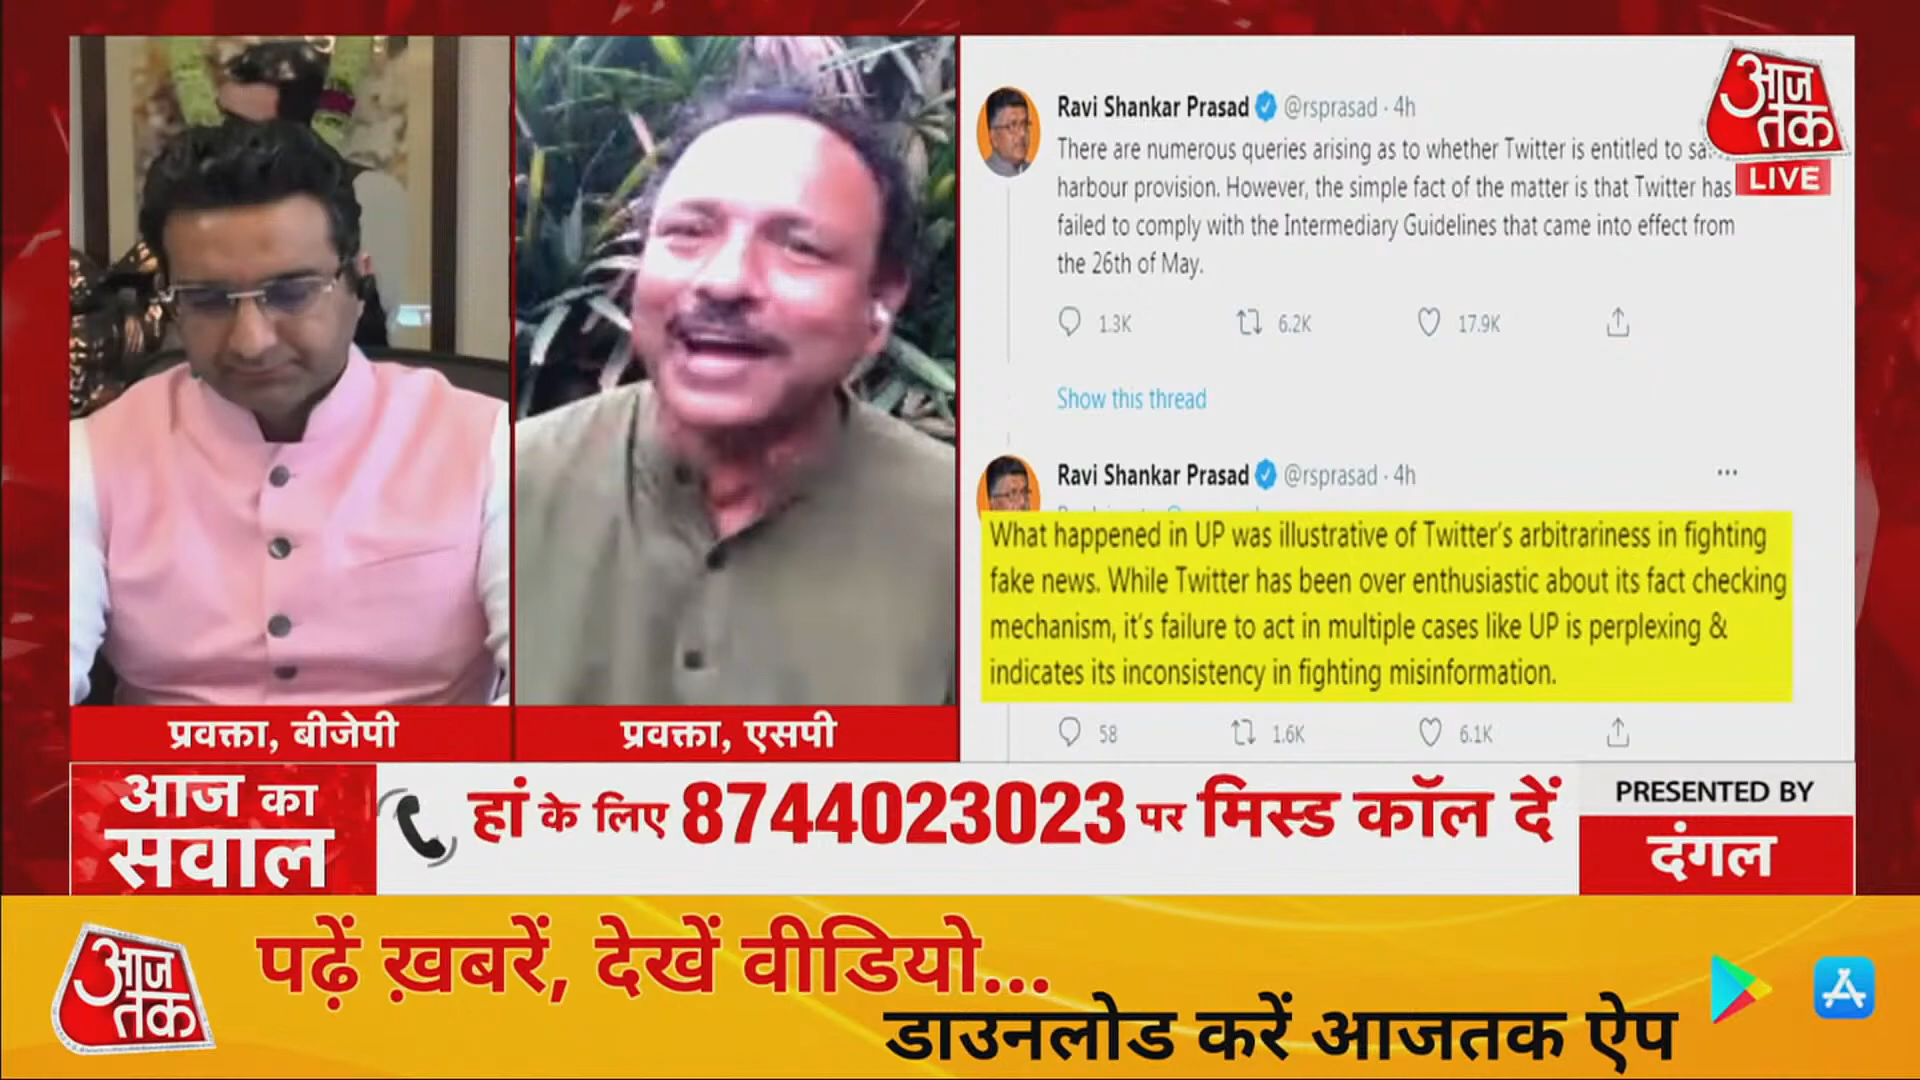 Ravi Shankar Prasad @rsprasad · 4h
There are numerous queries arising as to whether Twitter is entitled to
harbour provision. However, the simple fact of the matter is that Twitter has
failed to comply with the Intermediary Guidelines that came into effect from
the 26th of May.
1.3K 6.2K 17.9K
Show this thread
Ravi Shankar Prasad @rsprasad · 4h
What happened in UP was illustrative of Twitter's arbitrariness in fighting
fake news. While Twitter has been over enthusiastic about its fact checking
mechanism, it's failure to act in multiple cases like UP is perplexing &
indicates its inconsistency in fighting misinformation.
58 1.6K 6.1K
आज
तक
LIVE
प्रवक्ता, बीजेपी
प्रवक्ता, एसपी
आज का
सवाल
हां के लिए 8744023023 पर मिस्ड कॉल दें
PRESENTED BY
दंगल
आज
तक
पढ़ें ख़बरें, देखें वीडियो...
डाउनलोड करें आजतक ऐप